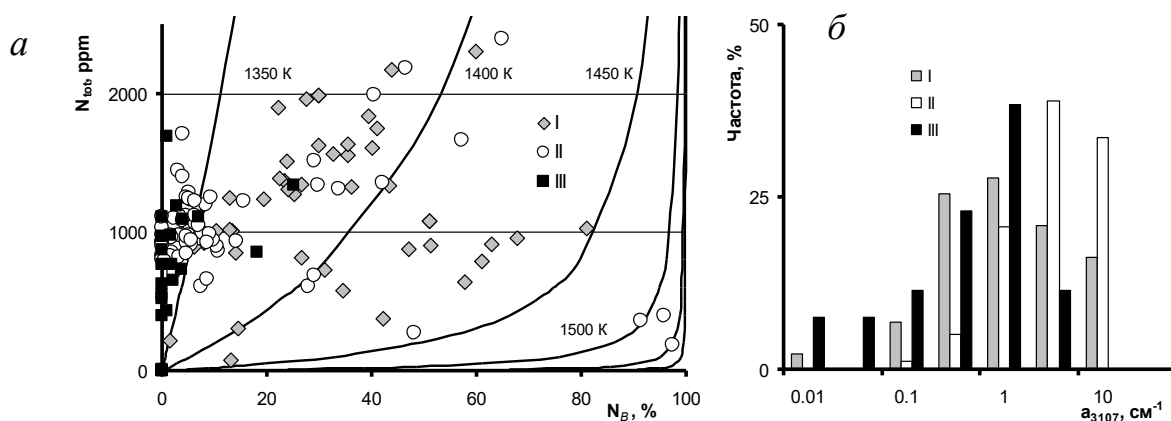 а
N_tot, ppm
2000
1000
0
1350 K
1400 K
1450 K
1500 K
I
II
III
0
20
40
60
80
100
N_B, %
б
Частота, %
50
25
0
I
II
III
0.01
0.1
1
10
a_3107, см⁻¹